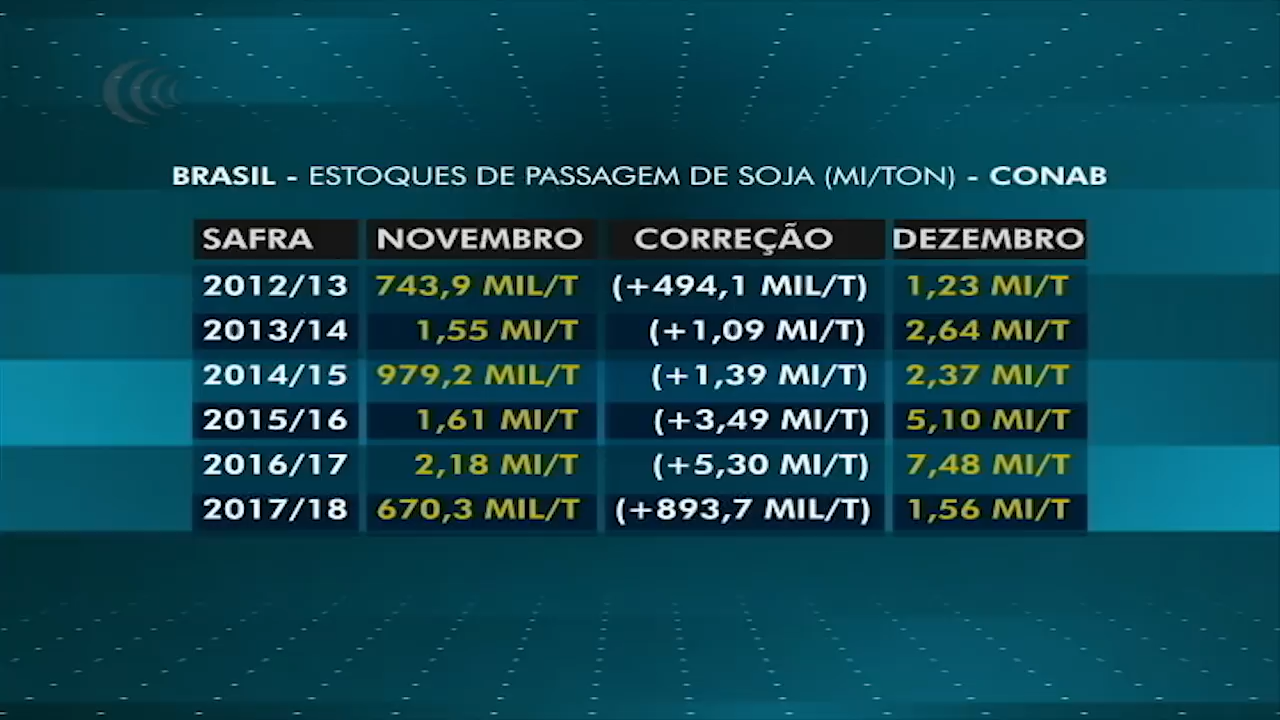 BRASIL - ESTOQUES DE PASSAGEM DE SOJA (MI/TON) - CONAB
SAFRA NOVEMBRO CORREÇÃO DEZEMBRO
2012/13 743,9 MIL/T (+494,1 MIL/T) 1,23 MI/T
2013/14 1,55 MI/T (+1,09 MI/T) 2,64 MI/T
2014/15 979,2 MIL/T (+1,39 MI/T) 2,37 MI/T
2015/16 1,61 MI/T (+3,49 MI/T) 5,10 MI/T
2016/17 2,18 MI/T (+5,30 MI/T) 7,48 MI/T
2017/18 670,3 MIL/T (+893,7 MIL/T) 1,56 MI/T